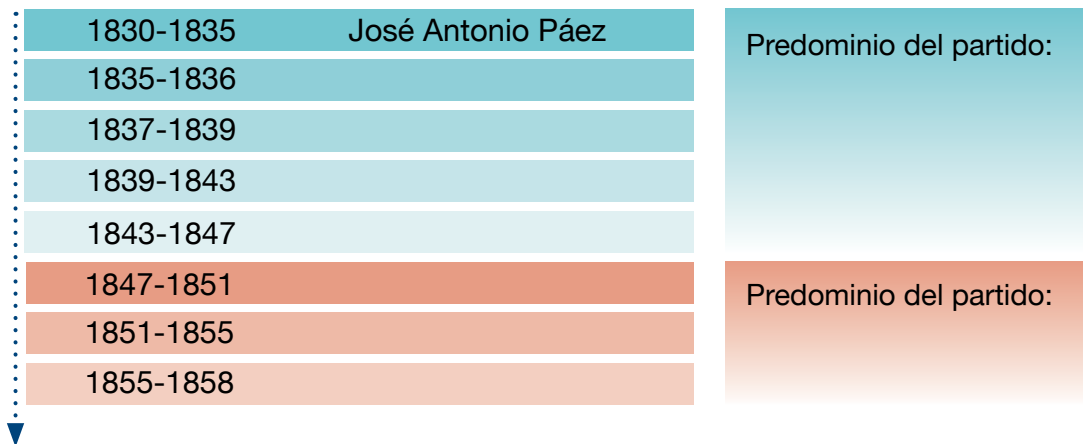 1830-1835 José Antonio Páez
1835-1836
1837-1839
1839-1843
1843-1847
1847-1851
1851-1855
1855-1858
Predominio del partido:
Predominio del partido: